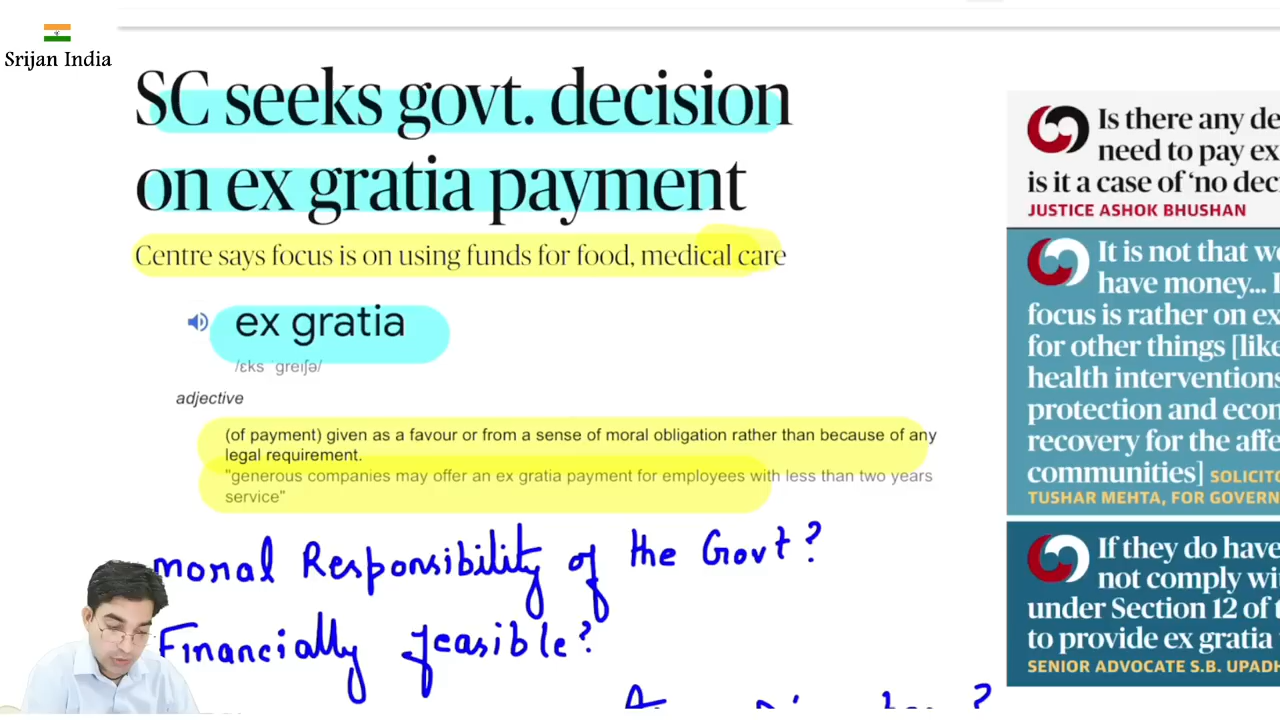 Srijan India
SC seeks govt. decision
on ex gratia payment
Centre says focus is on using funds for food, medical care
ex gratia
/ɛks ˈɡreɪʃə/
adjective
(of payment) given as a favour or from a sense of moral obligation rather than because of any
legal requirement.
"generous companies may offer an ex gratia payment for employees with less than two years
service"
moral Responsibility of the Govt?
Financially feasible?
Is there any de
need to pay ex
is it a case of ‘no dec
JUSTICE ASHOK BHUSHAN
It is not that we
have money...
focus is rather on ex
for other things [like
health interventions
protection and econ
recovery for the affe
communities] SOLICITO
TUSHAR MEHTA, FOR GOVERN
If they do have
not comply wi
under Section 12 of t
to provide ex gratia
SENIOR ADVOCATE S.B. UPADH